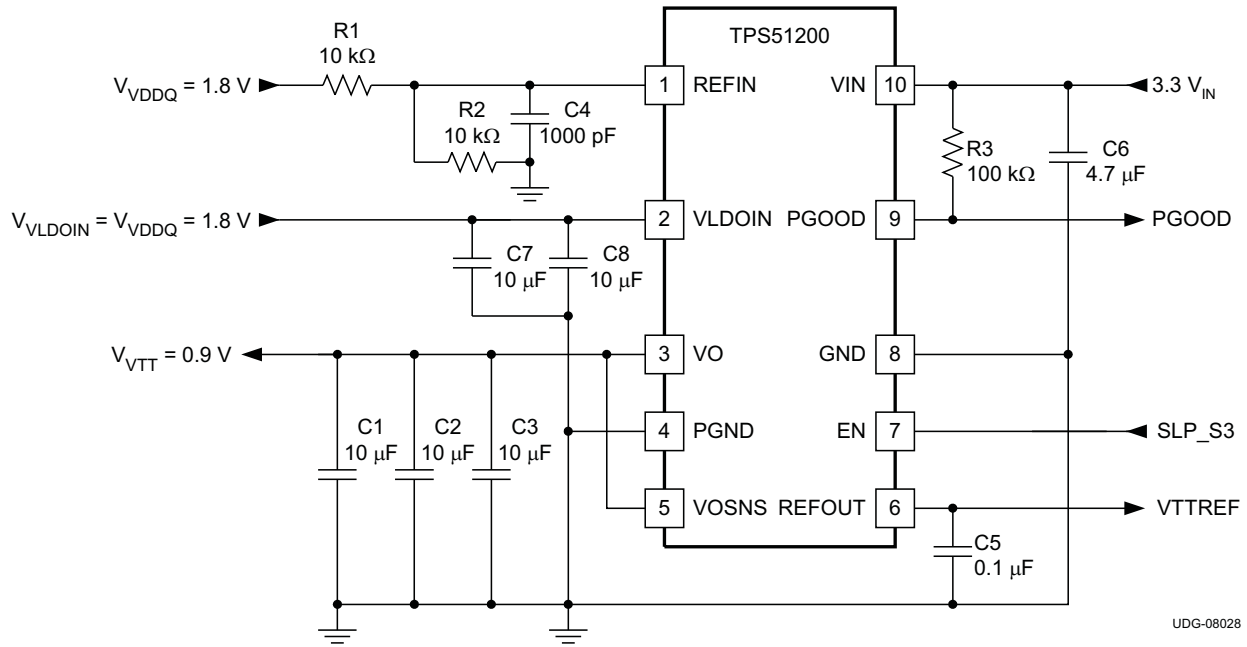 TPS51200
R1
10 kΩ
V_VDDQ = 1.8 V
1 REFIN
VIN 10
3.3 V_IN
R2
10 kΩ
C4
1000 pF
R3
100 kΩ
C6
4.7 μF
V_VLDOIN = V_VDDQ = 1.8 V
2 VLDOIN
PGOOD 9
PGOOD
C7
10 μF
C8
10 μF
V_VTT = 0.9 V
3 VO
GND 8
C1
10 μF
C2
10 μF
C3
10 μF
4 PGND
EN 7
SLP_S3
5 VOSNS
REFOUT 6
VTTREF
C5
0.1 μF
UDG-08028